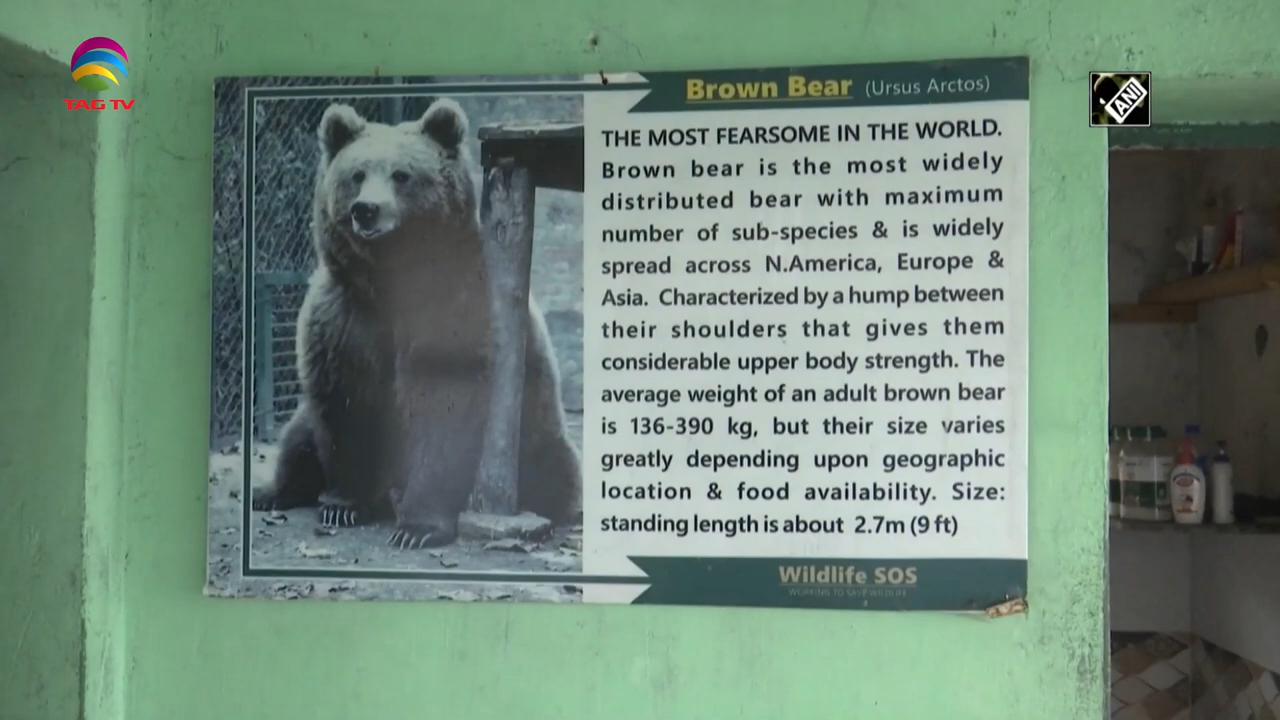 TAG TV
ANI
Brown Bear (Ursus Arctos)
THE MOST FEARSOME IN THE WORLD.
Brown bear is the most widely
distributed bear with maximum
number of sub-species & is widely
spread across N.America, Europe &
Asia. Characterized by a hump between
their shoulders that gives them
considerable upper body strength. The
average weight of an adult brown bear
is 136-390 kg, but their size varies
greatly depending upon geographic
location & food availability. Size:
standing length is about 2.7m (9 ft)
Wildlife SOS
WORKING TO SAVE WILDLIFE